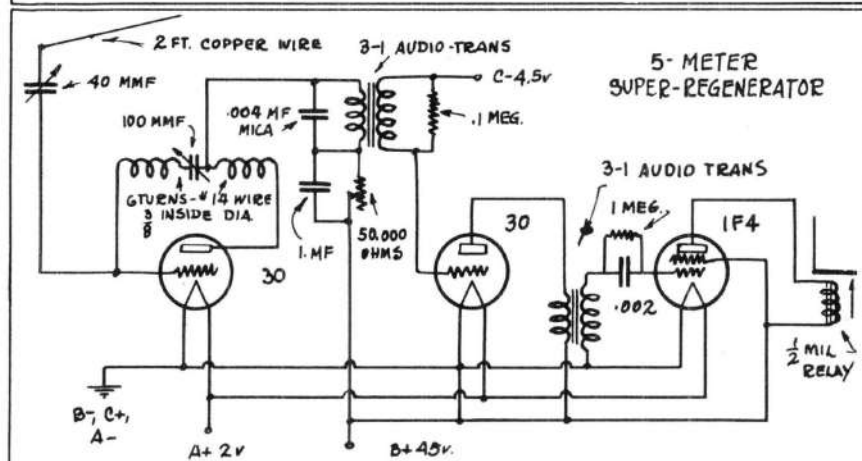 2 FT. COPPER WIRE
40 MMF
100 MMF
6 TURNS - # 14 WIRE
3/8 INSIDE DIA.
30
.004 MF
MICA
1. MF
3-1 AUDIO-TRANS
C-4.5v
.1 MEG.
50.000
OHMS
5-METER
SUPER-REGENERATOR
30
3-1 AUDIO TRANS
1 MEG.
.002
1F4
1/2 MIL
RELAY
B-, C+,
A-
A+ 2v
B+45v.